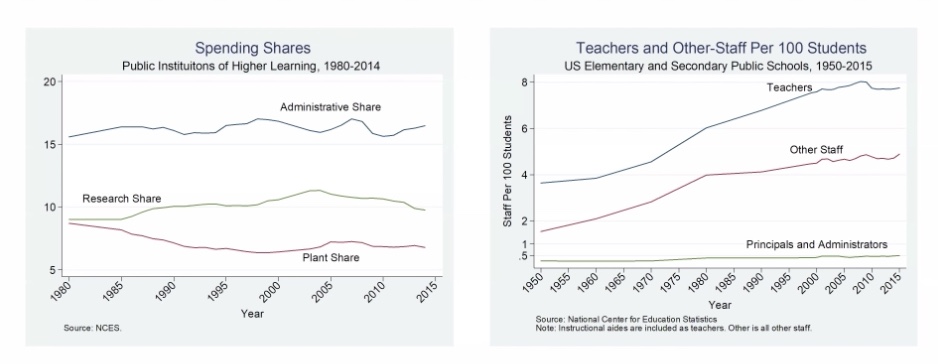 Spending Shares
Public Instituitons of Higher Learning, 1980-2014
20
15
10
5
Administrative Share
Research Share
Plant Share
1980 1985 1990 1995 2000 2005 2010 2015
Year
Source: NCES.
Teachers and Other-Staff Per 100 Students
US Elementary and Secondary Public Schools, 1950-2015
Staff Per 100 Students
8
6
4
2
1
.5
Teachers
Other Staff
Principals and Administrators
1950 1955 1960 1965 1970 1975 1980 1985 1990 1995 2000 2005 2010 2015
Year
Source: National Center for Education Statistics
Note: Instructional aides are included as teachers. Other is all other staff.